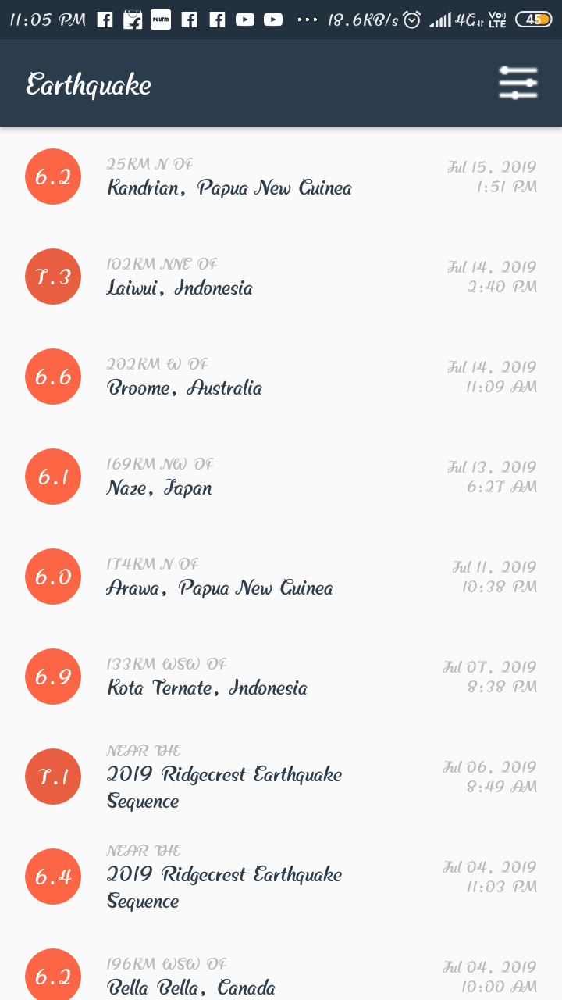 11:05 PM paytm 18.6KB/s 4G Vo) LTE 45
Earthquake
6.2
25KM N OF
Kandrian, Papua New Guinea
Jul 15, 2019
1:51 PM
7.3
102KM NNE OF
Laiwui, Indonesia
Jul 14, 2019
2:40 PM
6.6
202KM W OF
Broome, Australia
Jul 14, 2019
11:09 AM
6.1
169KM NW OF
Naze, Japan
Jul 13, 2019
6:27 AM
6.0
174KM N OF
Arawa, Papua New Guinea
Jul 11, 2019
10:38 PM
6.9
133KM WSW OF
Kota Ternate, Indonesia
Jul 07, 2019
8:38 PM
7.1
NEAR THE
2019 Ridgecrest Earthquake
Sequence
Jul 06, 2019
8:49 AM
6.4
NEAR THE
2019 Ridgecrest Earthquake
Sequence
Jul 04, 2019
11:03 PM
6.2
196KM WSW OF
Bella Bella, Canada
Jul 04, 2019
10:00 AM